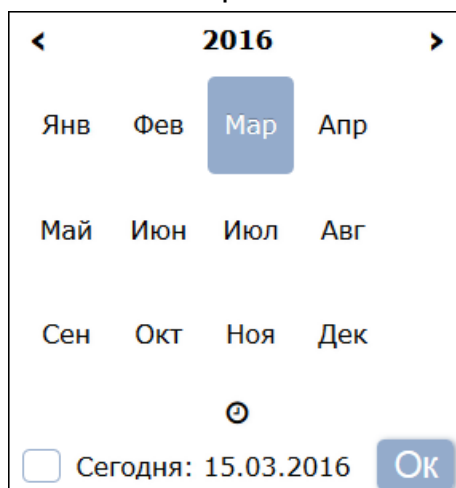 2016
Янв Фев Мар Апр
Май Июн Июл Авг
Сен Окт Ноя Дек
Сегодня: 15.03.2016 Ок